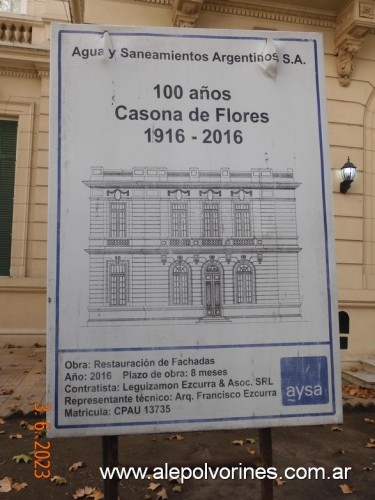 Agua y Saneamientos Argentinos S.A.
100 años
Casona de Flores
1916 - 2016
Obra: Restauración de Fachadas
Año: 2016 Plazo de obra: 8 meses
Contratista: Leguizamon Ezcurra & Asoc. SRL
Representante técnico: Arq. Francisco Ezcurra
Matricula: CPAU 13735
aysa
3 6 2023
www.alepolvorines.com.ar